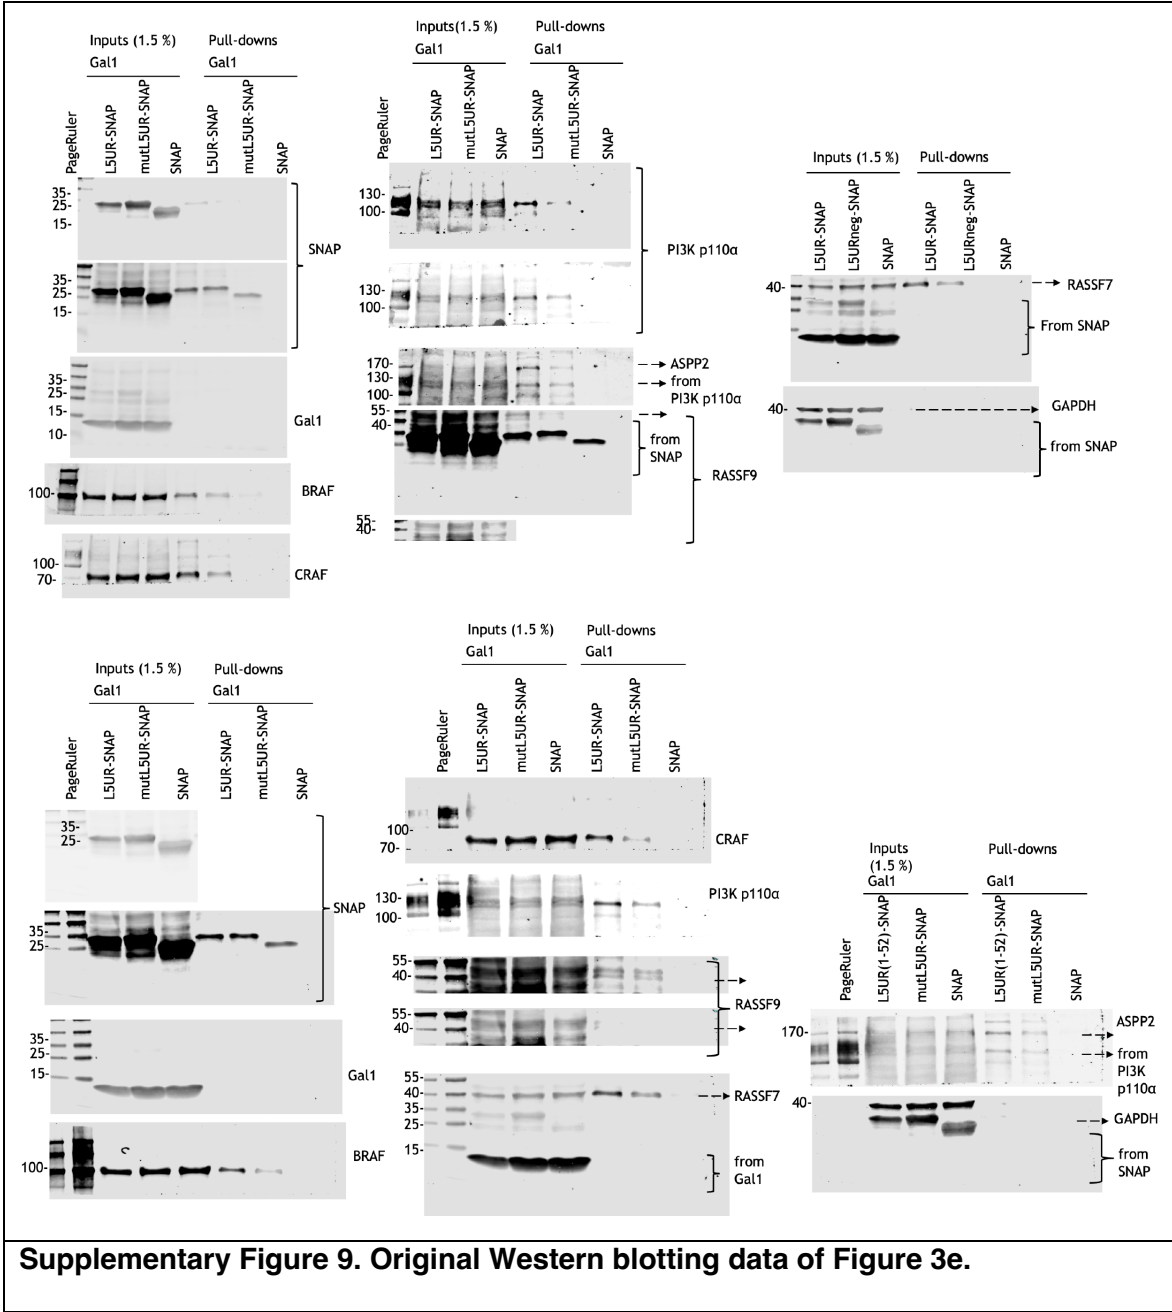 Inputs (1.5 %)
Pull-downs
Gal1
Gal1
PageRuler
L5UR-SNAP
mutL5UR-SNAP
SNAP
L5UR-SNAP
mutL5UR-SNAP
SNAP
35-
25-
15-
35-
25-
15-
SNAP
35-
25-
15-
10-
Gal1
100-
BRAF
100-
70-
CRAF
Inputs(1.5 %)
Pull-downs
Gal1
Gal1
PageRuler
L5UR-SNAP
mutL5UR-SNAP
SNAP
L5UR-SNAP
mutL5UR-SNAP
SNAP
130-
100-
130-
100-
PI3K p110α
170-
130-
100-
ASPP2
from
PI3K p110α
55-
40-
from
SNAP
RASSF9
55-
40-
Inputs (1.5 %)
Pull-downs
L5UR-SNAP
L5URneg-SNAP
SNAP
L5UR-SNAP
L5URneg-SNAP
SNAP
40-
RASSF7
From SNAP
40-
GAPDH
from SNAP
Inputs (1.5 %)
Pull-downs
Gal1
Gal1
PageRuler
L5UR-SNAP
mutL5UR-SNAP
SNAP
L5UR-SNAP
mutL5UR-SNAP
SNAP
35-
25-
35-
25-
SNAP
35-
25-
15-
Gal1
100-
BRAF
Inputs (1.5 %)
Pull-downs
Gal1
Gal1
PageRuler
L5UR-SNAP
mutL5UR-SNAP
SNAP
L5UR-SNAP
mutL5UR-SNAP
SNAP
100-
70-
CRAF
130-
100-
PI3K p110α
55-
40-
55-
40-
RASSF9
55-
40-
35-
25-
15-
RASSF7
from
Gal1
Inputs
(1.5 %)
Gal1
Pull-downs
Gal1
PageRuler
L5UR(1-52)-SNAP
mutL5UR-SNAP
SNAP
L5UR(1-52)-SNAP
mutL5UR-SNAP
SNAP
170-
ASPP2
from
PI3K
p110α
40-
GAPDH
from
SNAP
Supplementary Figure 9. Original Western blotting data of Figure 3e.